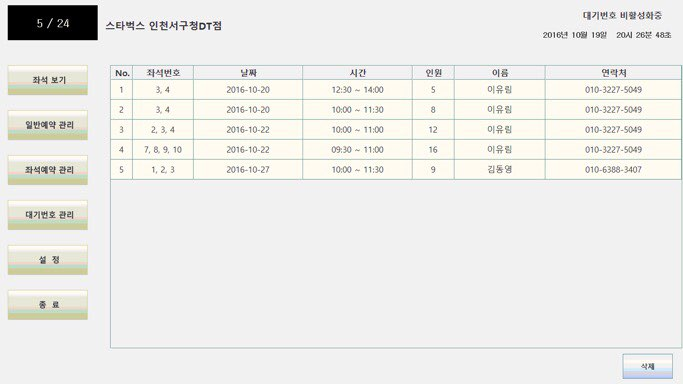 5 / 24
스타벅스 인천서구청DT점
대기번호 비활성화중
2016년 10월 19일 20시 26분 48초
좌석 보기
일반예약 관리
좌석예약 관리
대기번호 관리
설 정
종 료
No. 좌석번호 날짜 시간 인원 이름 연락처
1 3, 4 2016-10-20 12:30 ~ 14:00 5 이유림 010-3227-5049
2 3, 4 2016-10-20 10:00 ~ 11:30 8 이유림 010-3227-5049
3 2, 3, 4 2016-10-22 10:00 ~ 11:00 12 이유림 010-3227-5049
4 7, 8, 9, 10 2016-10-22 09:30 ~ 11:00 16 이유림 010-3227-5049
5 1, 2, 3 2016-10-27 10:00 ~ 11:30 9 김동영 010-6388-3407
삭제